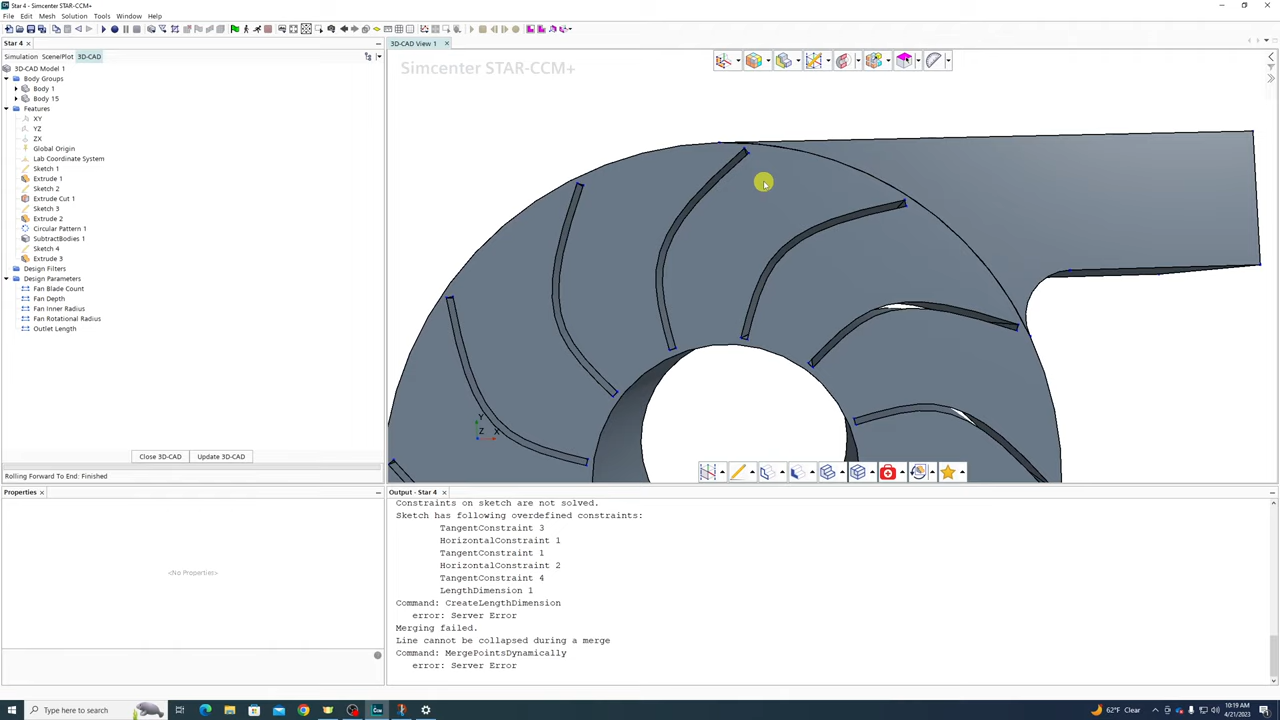 Star 4 - Simcenter STAR-CCM+
File Edit Mesh Solution Tools Window Help
Star 4
3D-CAD View 1
Simulation Scene/Plot 3D-CAD
Simcenter STAR-CCM+
3D-CAD Model 1
Body Groups
Body 1
Body 15
Features
XY
YZ
ZX
Global Origin
Lab Coordinate System
Sketch 1
Extrude 1
Sketch 2
Extrude Cut 1
Sketch 3
Extrude 2
Circular Pattern 1
SubtractBodies 1
Sketch 4
Extrude 3
Design Filters
Design Parameters
Fan Blade Count
Fan Depth
Fan Inner Radius
Fan Rotational Radius
Outlet Length
Y
Z X
Close 3D-CAD Update 3D-CAD
Rolling Forward To End: Finished
Properties
<No Properties>
Output - Star 4
Constraints on sketch are not solved.
Sketch has following overdefined constraints:
TangentConstraint 3
HorizontalConstraint 1
TangentConstraint 1
HorizontalConstraint 2
TangentConstraint 4
LengthDimension 1
Command: CreateLengthDimension
error: Server Error
Merging failed.
Line cannot be collapsed during a merge
Command: MergePointsDynamically
error: Server Error
Type here to search
62°F Clear
10:19 AM
4/21/2023